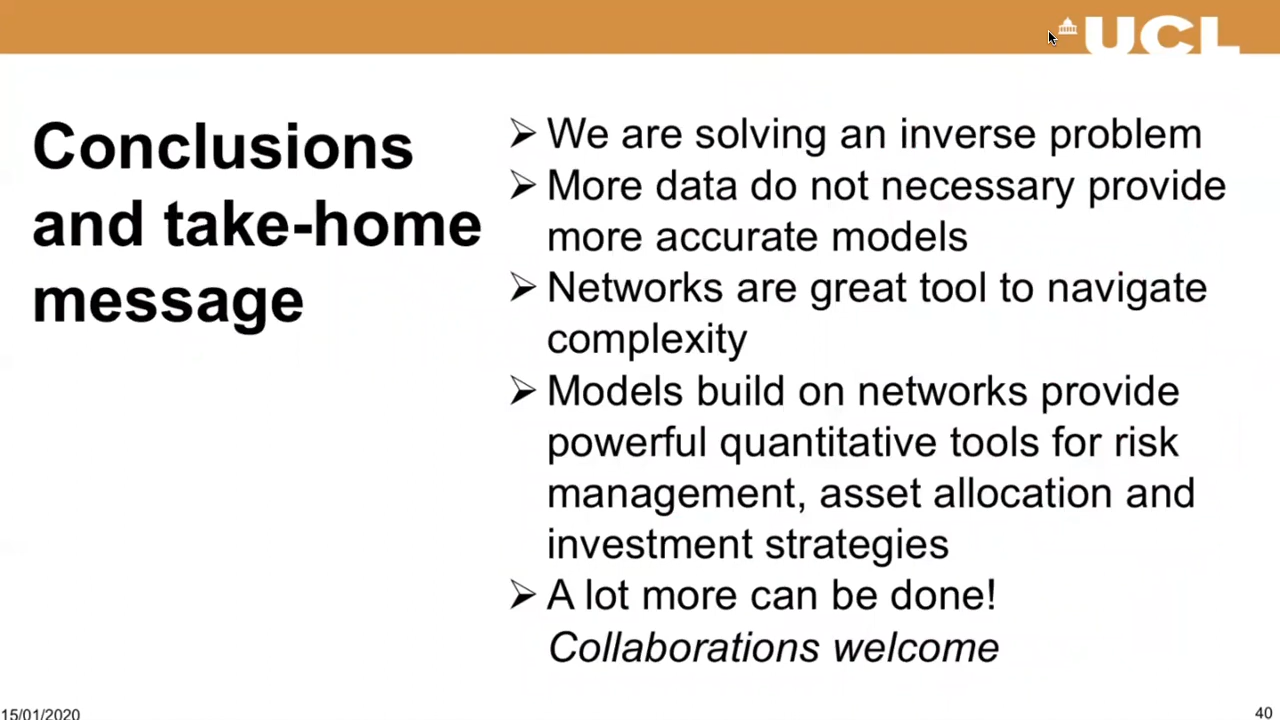 UCL
Conclusions
and take-home
message
➢ We are solving an inverse problem
➢ More data do not necessary provide
more accurate models
➢ Networks are great tool to navigate
complexity
➢ Models build on networks provide
powerful quantitative tools for risk
management, asset allocation and
investment strategies
➢ A lot more can be done!
Collaborations welcome
15/01/2020
40